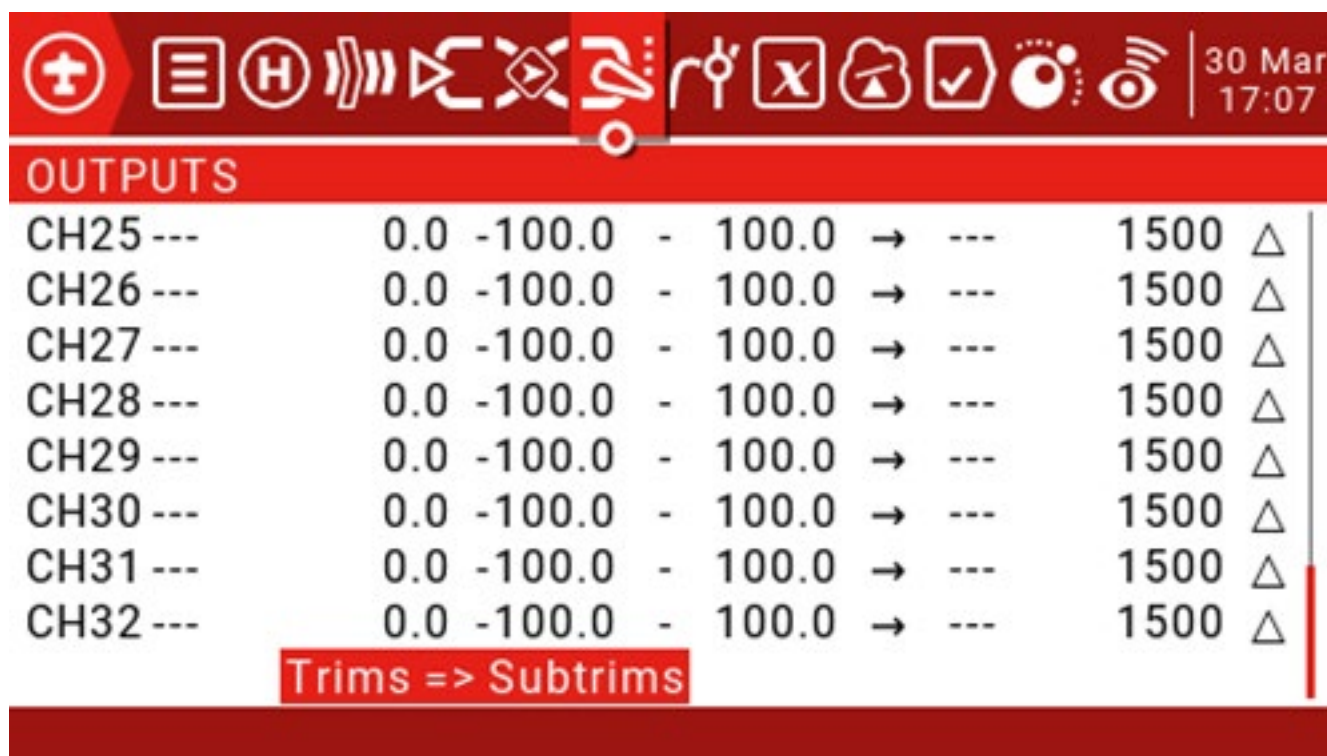 30 Mar
17:07
OUTPUTS
CH25 --- 0.0 -100.0 - 100.0 → --- 1500 △
CH26 --- 0.0 -100.0 - 100.0 → --- 1500 △
CH27 --- 0.0 -100.0 - 100.0 → --- 1500 △
CH28 --- 0.0 -100.0 - 100.0 → --- 1500 △
CH29 --- 0.0 -100.0 - 100.0 → --- 1500 △
CH30 --- 0.0 -100.0 - 100.0 → --- 1500 △
CH31 --- 0.0 -100.0 - 100.0 → --- 1500 △
CH32 --- 0.0 -100.0 - 100.0 → --- 1500 △
Trims => Subtrims